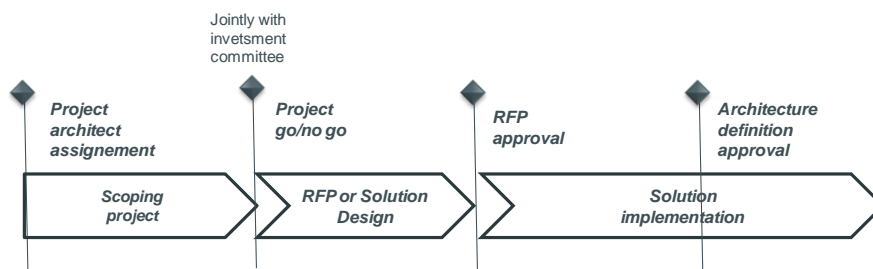 Jointly with
invetsment
committee
Project
architect
assignement
Project
go/no go
RFP
approval
Architecture
definition
approval
Scoping
project
RFP or Solution
Design
Solution
implementation